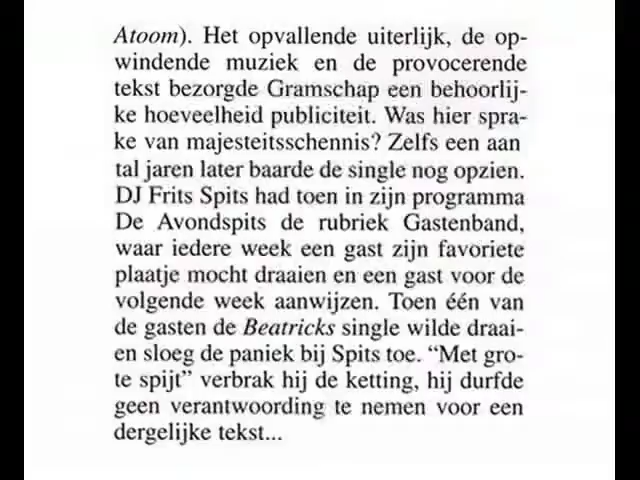 Atoom). Het opvallende uiterlijk, de op-
windende muziek en de provocerende
tekst bezorgde Gramschap een behoorlij-
ke hoeveelheid publiciteit. Was hier spra-
ke van majesteitsschennis? Zelfs een aan
tal jaren later baarde de single nog opzien.
DJ Frits Spits had toen in zijn programma
De Avondspits de rubriek Gastenband,
waar iedere week een gast zijn favoriete
plaatje mocht draaien en een gast voor de
volgende week aanwijzen. Toen één van
de gasten de Beatricks single wilde draai-
en sloeg de paniek bij Spits toe. “Met gro-
te spijt” verbrak hij de ketting, hij durfde
geen verantwoording te nemen voor een
dergelijke tekst...